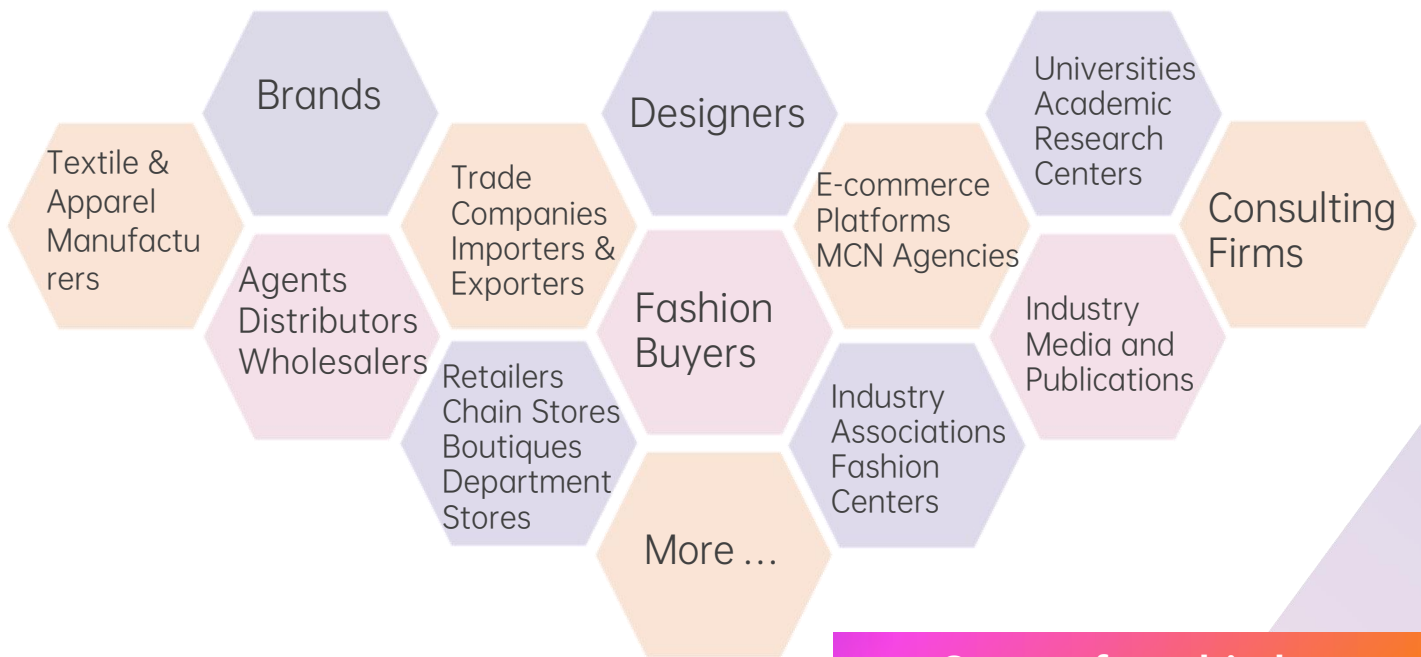 Brands
Designers
Universities
Academic
Research
Centers
Textile &
Apparel
Manufactu
rers
Trade
Companies
Importers &
Exporters
E-commerce
Platforms
MCN Agencies
Consulting
Firms
Agents
Distributors
Wholesalers
Fashion
Buyers
Industry
Media and
Publications
Retailers
Chain Stores
Boutiques
Department
Stores
Industry
Associations
Fashion
Centers
More ...